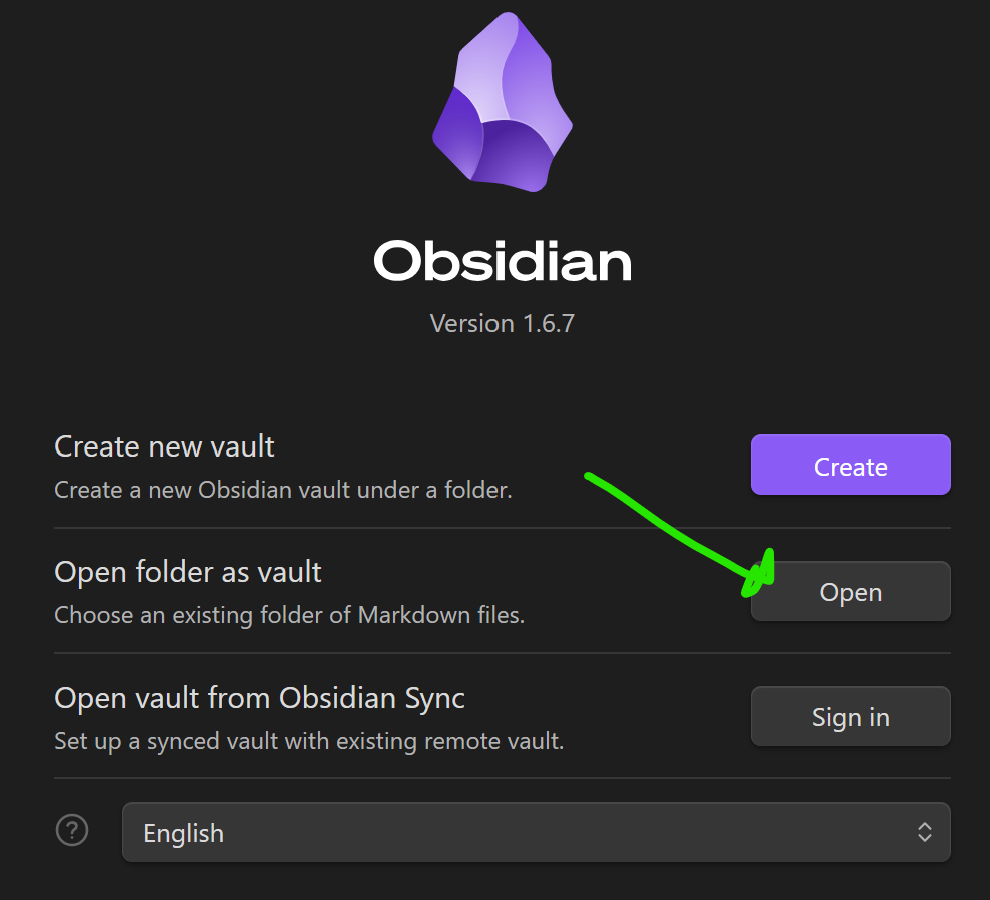 Obsidian
Version 1.6.7
Create new vault
Create a new Obsidian vault under a folder.
Create
Open folder as vault
Choose an existing folder of Markdown files.
Open
Open vault from Obsidian Sync
Set up a synced vault with existing remote vault.
Sign in
?
English